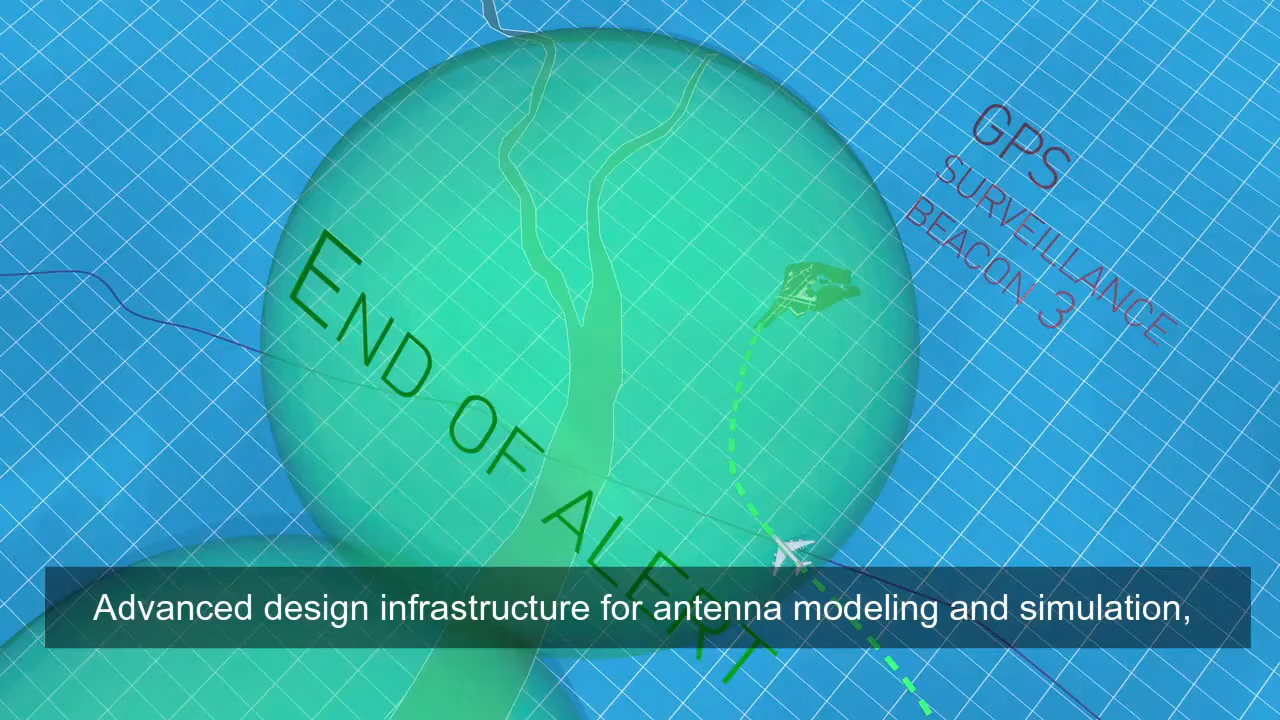 GPS
SURVEILLANCE
BEACON 3
END OF ALERT
Advanced design infrastructure for antenna modeling and simulation,